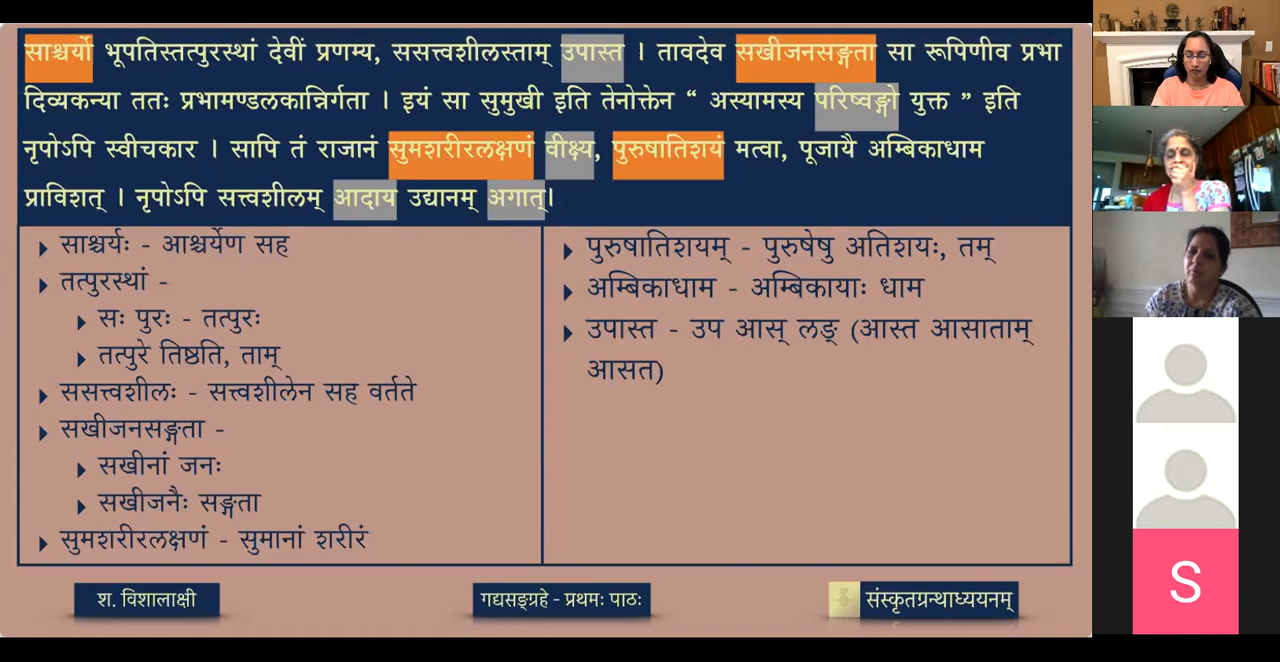 साश्चर्यो भूपतिस्तत्पुरस्थां देवीं प्रणम्य, ससत्त्वशीलस्ताम् उपास्त । तावदेव सखीजनसङ्गता सा रूपिणीव प्रभा
दिव्यकन्या ततः प्रभामण्डलकान्निर्गता । इयं सा सुमुखी इति तेनोक्तेन “ अस्यामस्य परिष्वङ्गो युक्त ” इति
नृपोऽपि स्वीचकार । सापि तं राजानं सुमशरीरलक्षणं वीक्ष्य, पुरुषातिशयं मत्वा, पूजायै अम्बिकाधाम
प्राविशत् । नृपोऽपि सत्त्वशीलम् आदाय उद्यानम् अगात्।
साश्चर्यः - आश्चर्येण सह
तत्पुरस्थां -
सः पुरः - तत्पुरः
तत्पुरे तिष्ठति, ताम्
ससत्त्वशीलः - सत्त्वशीलेन सह वर्तते
सखीजनसङ्गता -
सखीनां जनः
सखीजनैः सङ्गता
सुमशरीरलक्षणं - सुमानां शरीरं
पुरुषातिशयम् - पुरुषेषु अतिशयः, तम्
अम्बिकाधाम - अम्बिकायाः धाम
उपास्त - उप आस् लङ् (आस्त आसाताम्
आसत)
श. विशालाक्षी
गद्यसङ्ग्रहे - प्रथमः पाठः
संस्कृतग्रन्थाध्ययनम्
S